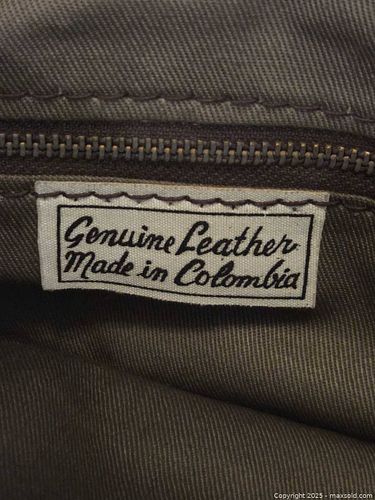 Genuine Leather
Made in Colombia
Copyright 2025 - maxsold.com